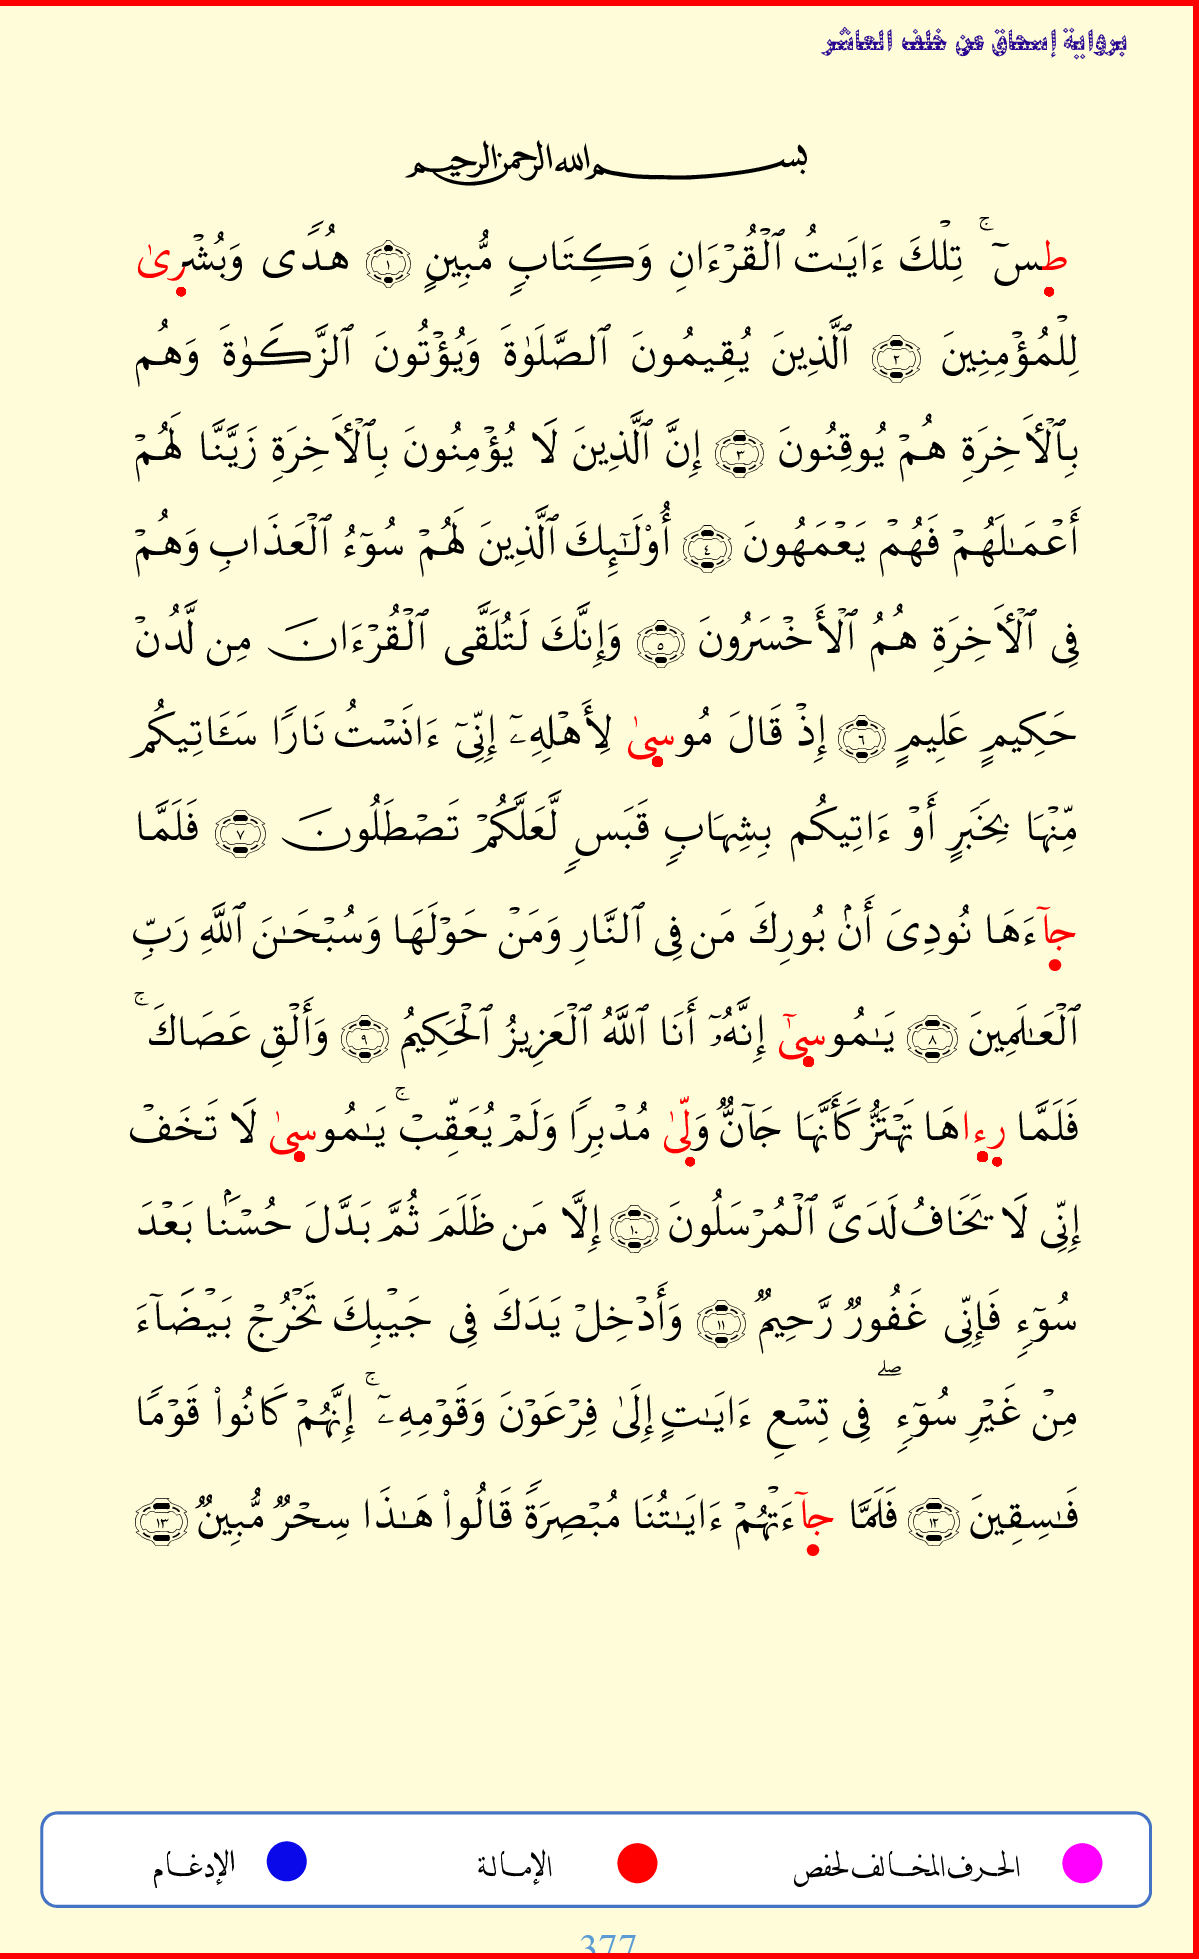 برواية إسحاق عن خلف العاشر
بسم الله الرحمن الرحيم
طسٓۚ تِلْكَ ءَايَـٰتُ ٱلْقُرْءَانِ وَكِتَابٍ مُّبِينٍ ١ هُدًى وَبُشْرِىٰ
لِلْمُؤْمِنِينَ ٢ ٱلَّذِينَ يُقِيمُونَ ٱلصَّلَوٰةَ وَيُؤْتُونَ ٱلزَّكَوٰةَ وَهُم
بِٱلْأَخِرَةِ هُمْ يُوقِنُونَ ٣ إِنَّ ٱلَّذِينَ لَا يُؤْمِنُونَ بِٱلْأَخِرَةِ زَيَّنَّا لَهُمْ
أَعْمَـٰلَهُمْ فَهُمْ يَعْمَهُونَ ٤ أُوْلَـٰٓئِكَ ٱلَّذِينَ لَهُمْ سُوٓءُ ٱلْعَذَابِ وَهُمْ
فِى ٱلْأَخِرَةِ هُمُ ٱلْأَخْسَرُونَ ٥ وَإِنَّكَ لَتُلَقَّى ٱلْقُرْءَانَ مِن لَّدُنْ
حَكِيمٍ عَلِيمٍ ٦ إِذْ قَالَ مُوسِىٰ لِأَهْلِهِۦٓ إِنِّىٓ ءَانَسْتُ نَارًا سَـَٔاتِيكُم
مِّنْهَا بِخَبَرٍ أَوْ ءَاتِيكُم بِشِهَابٍ قَبَسٍ لَّعَلَّكُمْ تَصْطَلُونَ ٧ فَلَمَّا
جآءَهَا نُودِىَ أَنۢ بُورِكَ مَن فِى ٱلنَّارِ وَمَنْ حَوْلَهَا وَسُبْحَـٰنَ ٱللَّهِ رَبِّ
ٱلْعَـٰلَمِينَ ٨ يَـٰمُوسِىٰٓ إِنَّهُۥٓ أَنَا ٱللَّهُ ٱلْعَزِيزُ ٱلْحَكِيمُ ٩ وَأَلْقِ عَصَاكَۚ
فَلَمَّا رِءِاهَا تَهْتَزُّ كَأَنَّهَا جَآنٌّ وَلِّىٰ مُدْبِرًا وَلَمْ يُعَقِّبْۚ يَـٰمُوسِىٰ لَا تَخَفْ
إِنِّى لَا يَخَافُ لَدَىَّ ٱلْمُرْسَلُونَ ١٠ إِلَّا مَن ظَلَمَ ثُمَّ بَدَّلَ حُسْنَۢا بَعْدَ
سُوٓءٍ فَإِنِّى غَفُورٌ رَّحِيمٌ ١١ وَأَدْخِلْ يَدَكَ فِى جَيْبِكَ تَخْرُجْ بَيْضَآءَ
مِنْ غَيْرِ سُوٓءٍۖ فِى تِسْعِ ءَايَـٰتٍ إِلَىٰ فِرْعَوْنَ وَقَوْمِهِۦٓۚ إِنَّهُمْ كَانُوا۟ قَوْمًا
فَـٰسِقِينَ ١٢ فَلَمَّا جآءَتْهُمْ ءَايَـٰتُنَا مُبْصِرَةً قَالُوا۟ هَـٰذَا سِحْرٌ مُّبِينٌ ١٣
الحرف المخالف لحفص الإمالة الإدغام
377